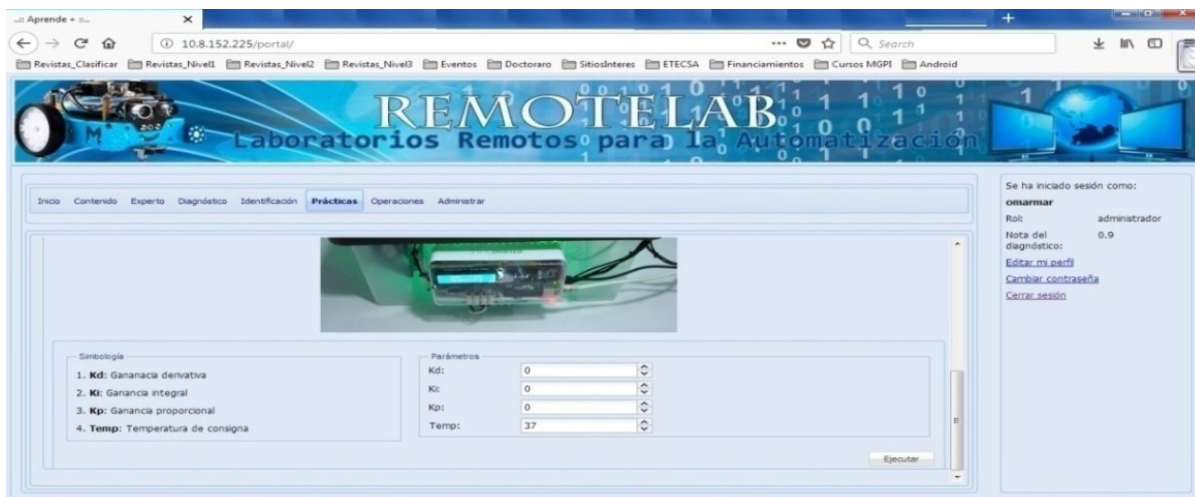 Aprende +
10.8.152.225/portal/
Search
Revistas_Clasificar Revistas_Nivel1 Revistas_Nivel2 Revistas_Nivel3 Eventos Doctoraro SitiosInteres ETECSA Financiamientos Cursos MGPI Android
REMOTELAB
Laboratorios Remotos para la Automatización
Inicio Contenido Experto Diagnóstico Identificación Prácticas Operaciones Administrar
Se ha iniciado sesión como:
omarmar
Rol: administrador
Nota del diagnóstico: 0.9
Editar mi perfil
Cambiar contraseña
Cerrar sesión
Simbología
1. Kd: Gananacia derivativa
2. Ki: Ganancia integral
3. Kp: Ganancia proporcional
4. Temp: Temperatura de consigna
Parámetros
Kd: 0
Ki: 0
Kp: 0
Temp: 37
Ejecutar